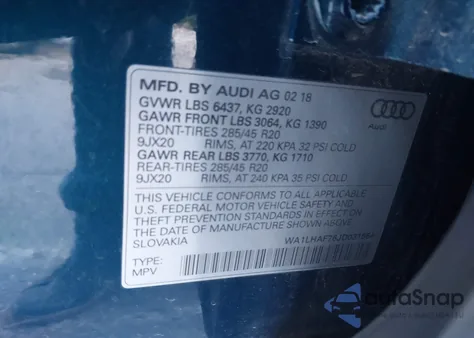 MFD. BY AUDI AG 02 18
GVWR LBS 6437, KG 2920
GAWR FRONT LBS 3064, KG 1390
FRONT-TIRES 285/45 R20
9JX20 RIMS, AT 220 KPA 32 PSI COLD
GAWR REAR LBS 3770, KG 1710
REAR-TIRES 285/45 R20
9JX20 RIMS, AT 240 KPA 35 PSI COLD
AUDI
THIS VEHICLE CONFORMS TO ALL APPLICABLE
U.S. FEDERAL MOTOR VEHICLE SAFETY AND
THEFT PREVENTION STANDARDS IN EFFECT ON
THE DATE OF MANUFACTURE SHOWN ABOVE.
SLOVAKIA
TYPE:
MPV
autoSnap